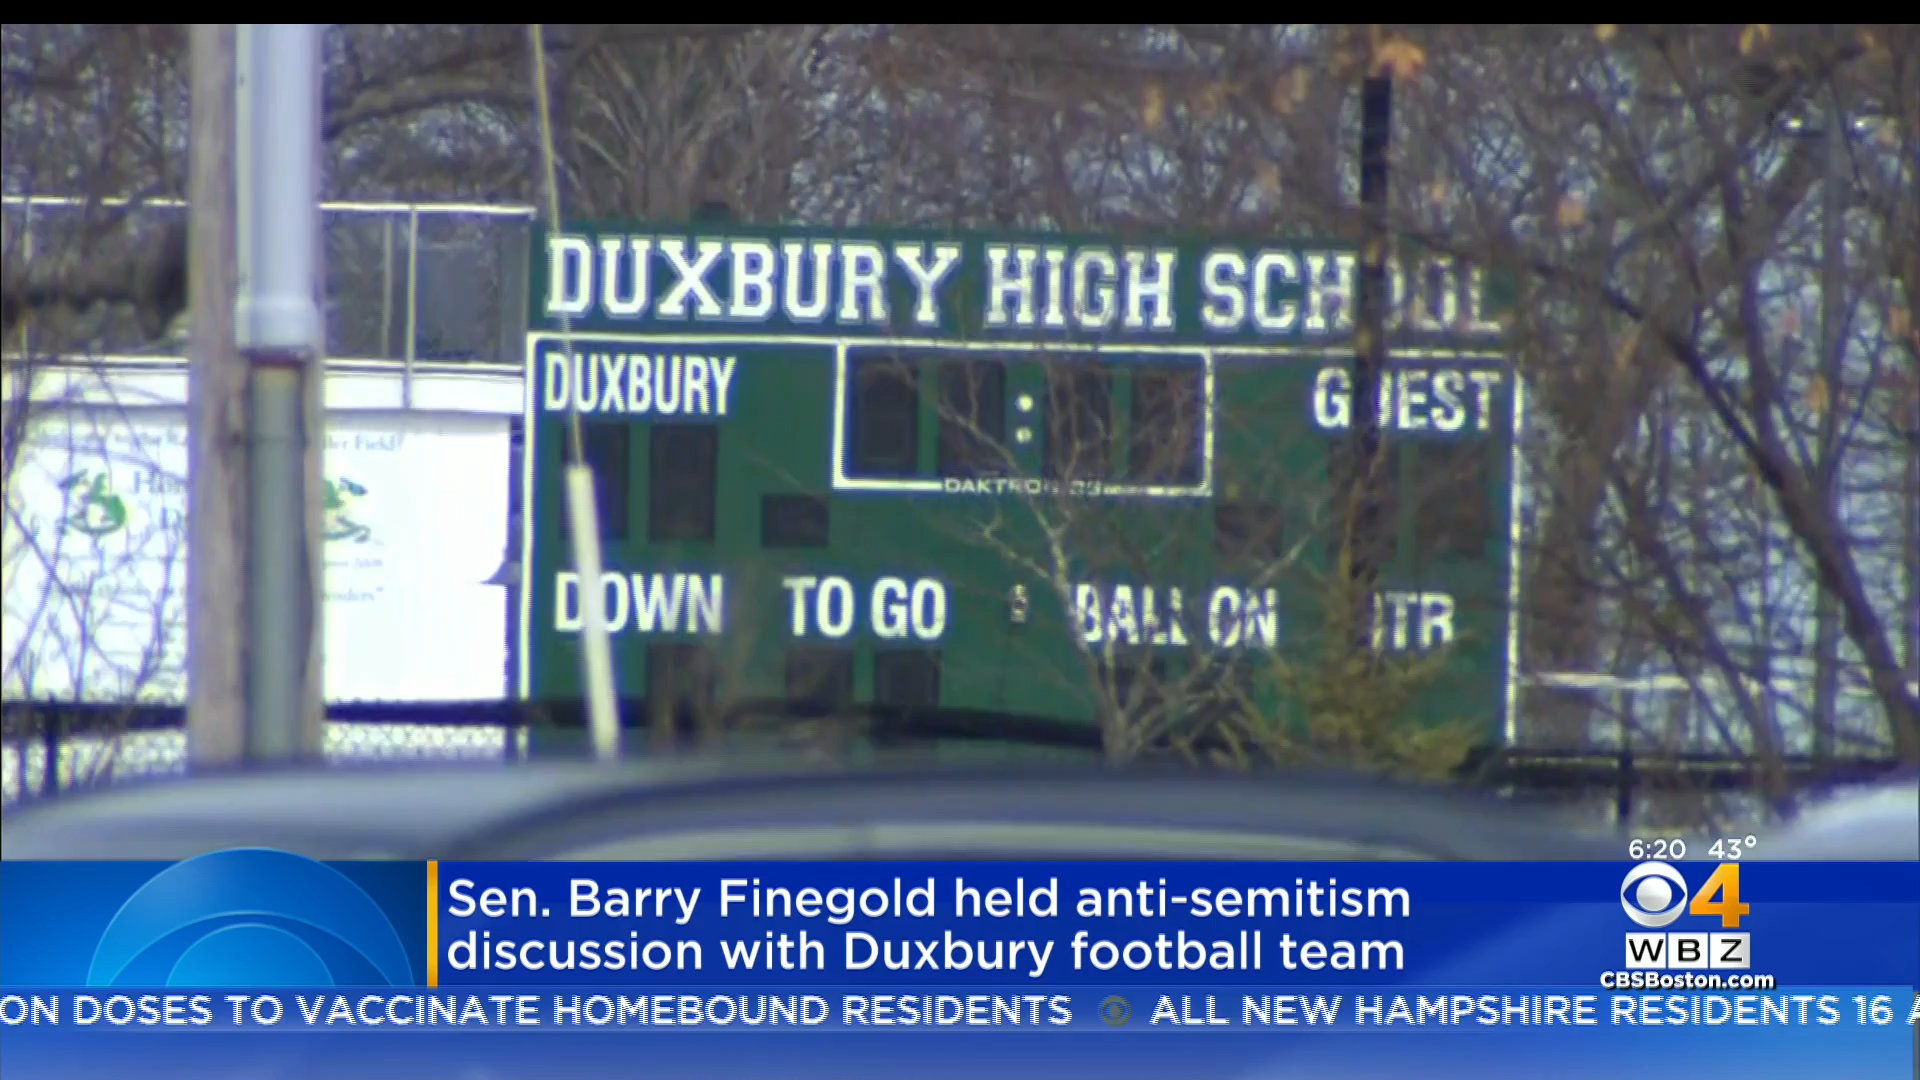 DUXBURY HIGH SCHOOL
DUXBURY
GUEST
DAKTRONICS
DOWN TO GO BALL ON QTR
6:20 43°
Sen. Barry Finegold held anti-semitism
discussion with Duxbury football team
4
WBZ
CBSBoston.com
ON DOSES TO VACCINATE HOMEBOUND RESIDENTS ALL NEW HAMPSHIRE RESIDENTS 16